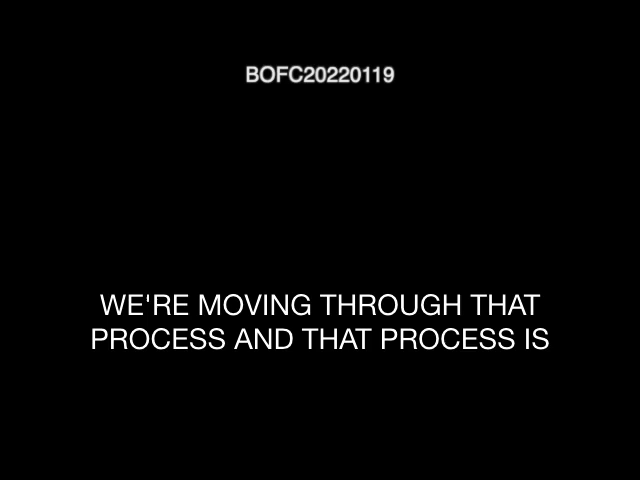 BOFC20220119
WE'RE MOVING THROUGH THAT
PROCESS AND THAT PROCESS IS